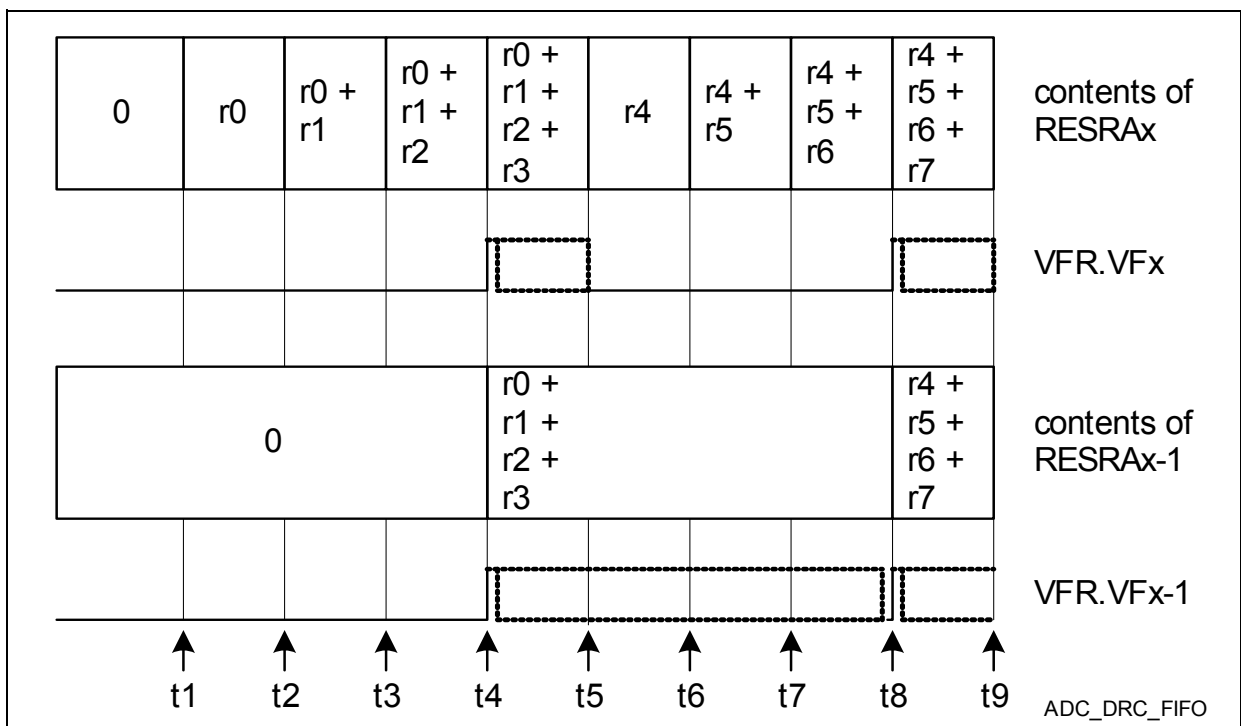 0
r0
r0 +
r1
r0 +
r1 +
r2
r0 +
r1 +
r2 +
r3
r4
r4 +
r5
r4 +
r5 +
r6
r4 +
r5 +
r6 +
r7
contents of
RESRAx
VFR.VFx
0
r0 +
r1 +
r2 +
r3
r4 +
r5 +
r6 +
r7
contents of
RESRAx-1
VFR.VFx-1
t1 t2 t3 t4 t5 t6 t7 t8 t9
ADC_DRC_FIFO